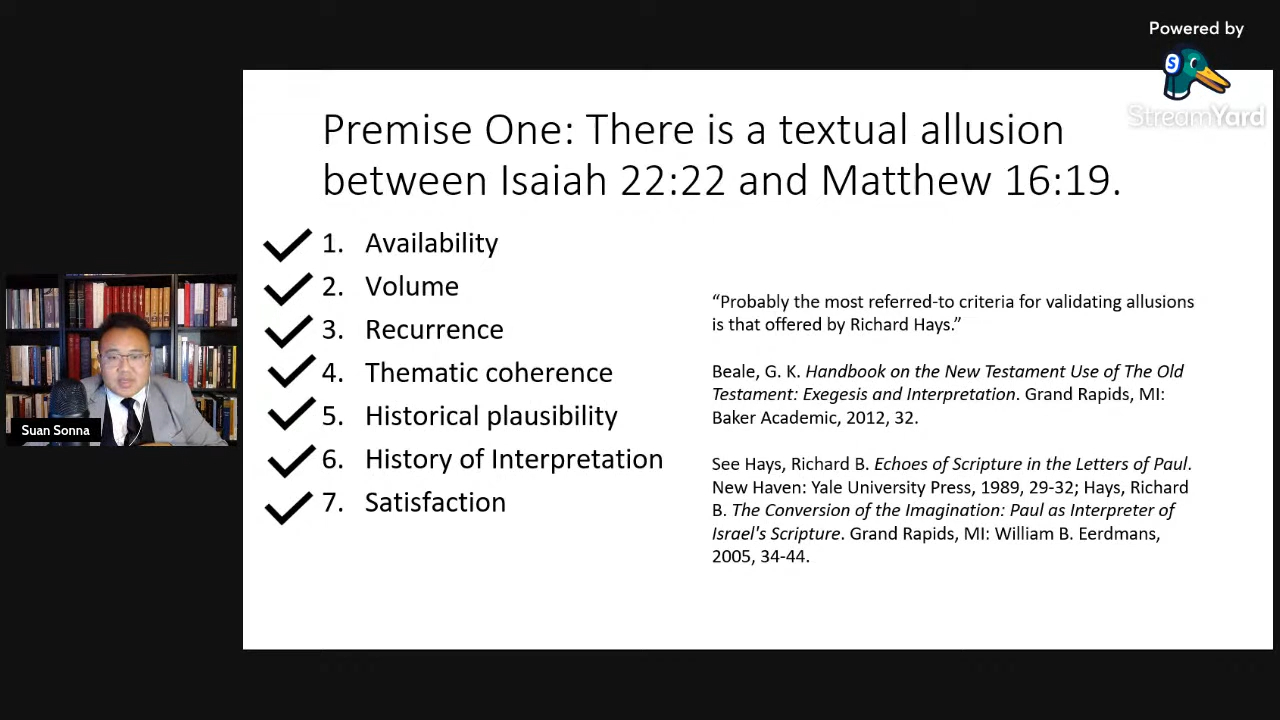 Powered by
StreamYard
Premise One: There is a textual allusion
between Isaiah 22:22 and Matthew 16:19.
1. Availability
2. Volume
3. Recurrence
4. Thematic coherence
5. Historical plausibility
6. History of Interpretation
7. Satisfaction
“Probably the most referred-to criteria for validating allusions
is that offered by Richard Hays.”
Beale, G. K. Handbook on the New Testament Use of The Old
Testament: Exegesis and Interpretation. Grand Rapids, MI:
Baker Academic, 2012, 32.
See Hays, Richard B. Echoes of Scripture in the Letters of Paul.
New Haven: Yale University Press, 1989, 29-32; Hays, Richard
B. The Conversion of the Imagination: Paul as Interpreter of
Israel's Scripture. Grand Rapids, MI: William B. Eerdmans,
2005, 34-44.
Suan Sonna
S